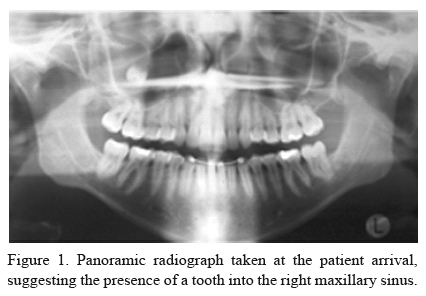 L
Figure 1. Panoramic radiograph taken at the patient arrival,
suggesting the presence of a tooth into the right maxillary sinus.